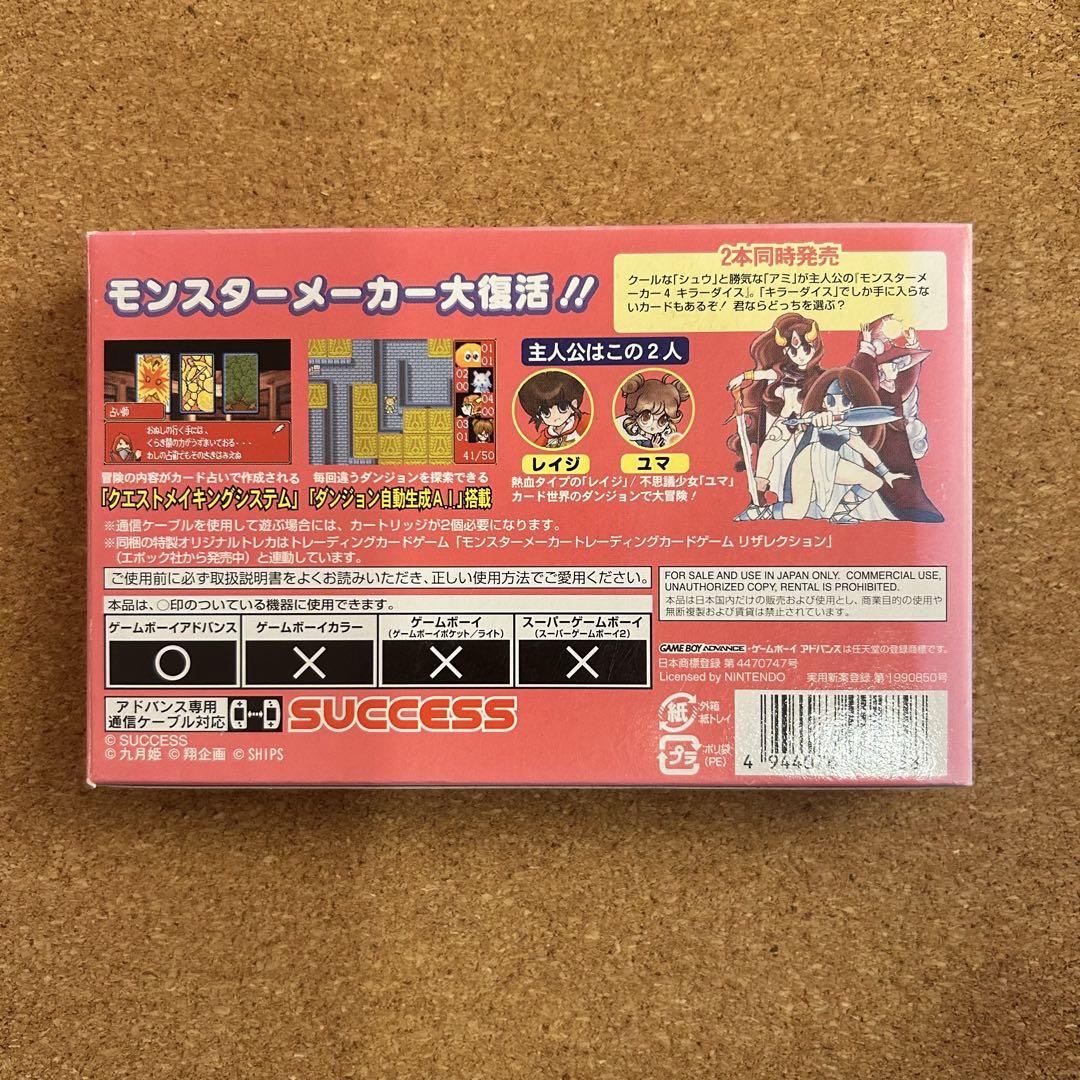 モンスターメーカー大復活!!
2本同時発売
クールな「シュウ」と勝気な「アミ」が主人公の『モンスターメ
ーカー4 キラーダイス』。「キラーダイス」でしか手に入らな
いカードもあるぞ! 君ならどっちを選ぶ?
占い師
おぬしの行く手には、
くらき闇の力がうずまいておる・・・
わしの占術でもそのさきはみえぬ
冒険の内容がカード占いで作成される
「クエストメイキングシステム」
01
01
02
00
04
00
03
01
41/50
毎回違うダンジョンを探索できる
「ダンジョン自動生成A.I.」搭載
主人公はこの2人
レイジ
ユマ
熱血タイプの「レイジ」/不思議少女「ユマ」
カード世界のダンジョンで大冒険!
※通信ケーブルを使用して遊ぶ場合には、カートリッジが2個必要になります。
※同梱の特製オリジナルトレカはトレーディングカードゲーム「モンスターメーカートレーディングカードゲーム リザレクション」
(エポック社から発売中)と連動しています。
ご使用前に必ず取扱説明書をよくお読みいただき、正しい使用方法でご愛用ください。
本品は、○印のついている機器に使用できます。
ゲームボーイアドバンス
○
ゲームボーイカラー
×
ゲームボーイ
(ゲームボーイポケット/ライト)
×
スーパーゲームボーイ
(スーパーゲームボーイ2)
×
FOR SALE AND USE IN JAPAN ONLY. COMMERCIAL USE,
UNAUTHORIZED COPY, RENTAL IS PROHIBITED.
本品は日本国内だけの販売および使用とし、商業目的の使用や
無断複製および賃貸は禁止されています。
GAME BOY ADVANCE・ゲームボーイ アドバンスは任天堂の登録商標です。
日本商標登録 第4470747号
Licensed by NINTENDO 実用新案登録 第1990850号
アドバンス専用
通信ケーブル対応
SUCCESS
© SUCCESS
© 九月姫 © 翔企画 © SHIPS
紙
外箱
紙トレイ
プラ
ポリ袋
(PE)